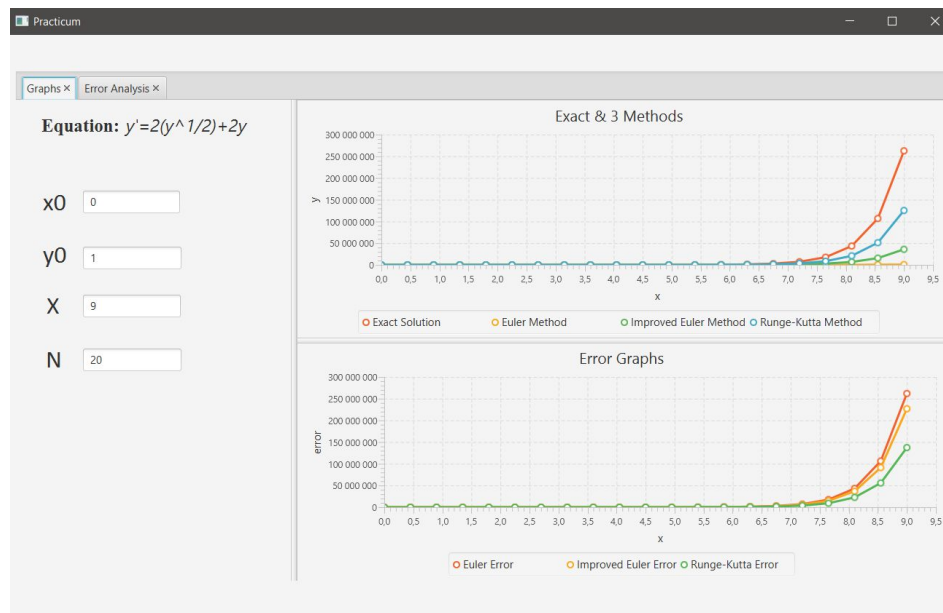 Practicum
Graphs × Error Analysis ×
Equation: y'=2(y^1/2)+2y
x0 0
y0 1
X 9
N 20
Exact & 3 Methods
300 000 000
250 000 000
200 000 000
150 000 000
100 000 000
50 000 000
0
y
0,0 0,5 1,0 1,5 2,0 2,5 3,0 3,5 4,0 4,5 5,0 5,5 6,0 6,5 7,0 7,5 8,0 8,5 9,0 9,5
x
Exact Solution Euler Method Improved Euler Method Runge-Kutta Method
Error Graphs
300 000 000
250 000 000
200 000 000
150 000 000
100 000 000
50 000 000
0
error
0,0 0,5 1,0 1,5 2,0 2,5 3,0 3,5 4,0 4,5 5,0 5,5 6,0 6,5 7,0 7,5 8,0 8,5 9,0 9,5
x
Euler Error Improved Euler Error Runge-Kutta Error